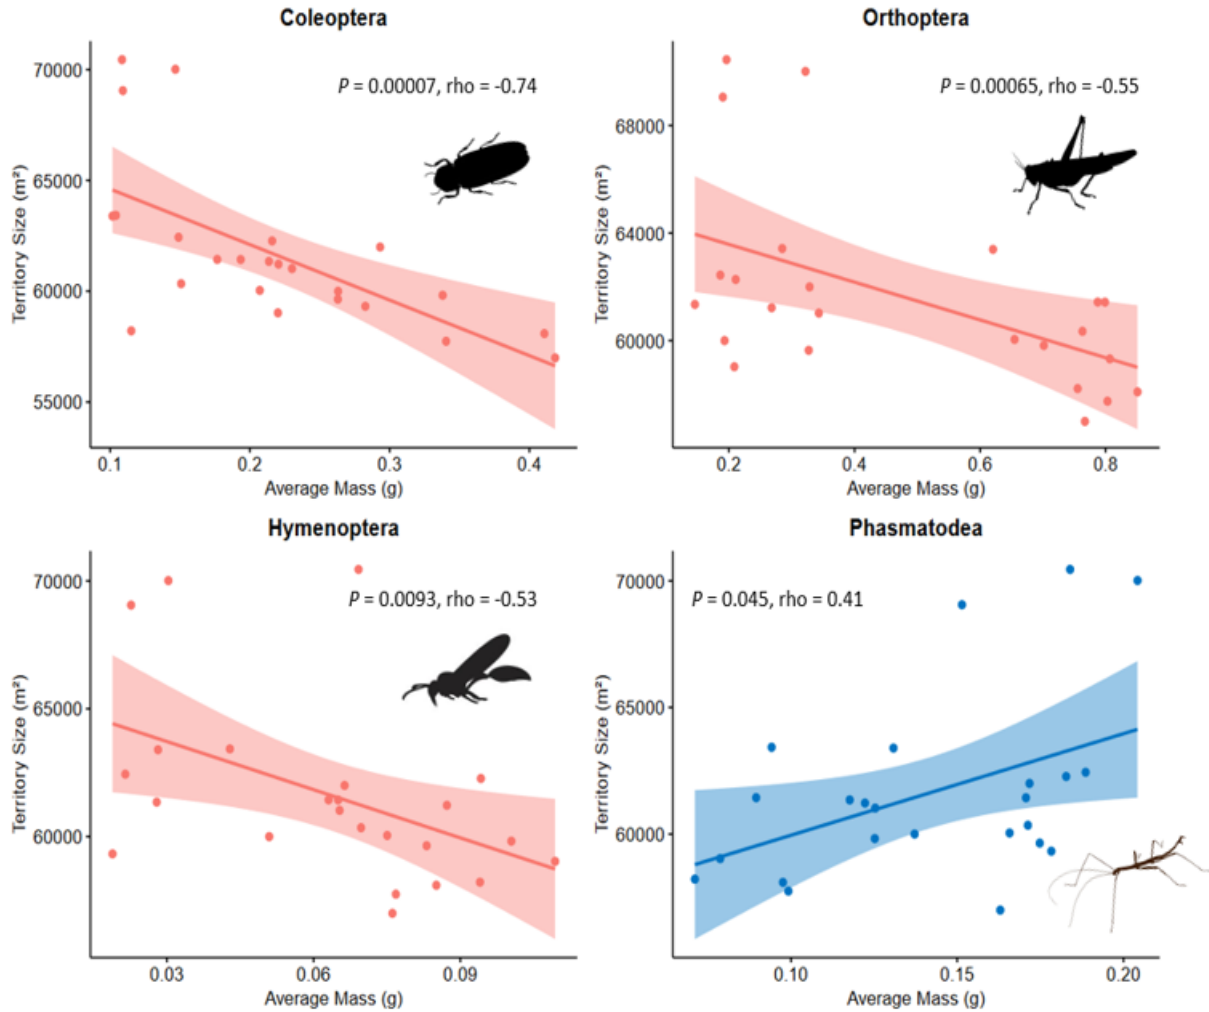 Coleoptera
P = 0.00007, rho = -0.74
Territory Size (m²)
70000
65000
60000
55000
0.1 0.2 0.3 0.4
Average Mass (g)
Orthoptera
P = 0.00065, rho = -0.55
Territory Size (m²)
68000
64000
60000
0.2 0.4 0.6 0.8
Average Mass (g)
Hymenoptera
P = 0.0093, rho = -0.53
Territory Size (m²)
70000
65000
60000
0.03 0.06 0.09
Average Mass (g)
Phasmatodea
P = 0.045, rho = 0.41
Territory Size (m²)
70000
65000
60000
0.10 0.15 0.20
Average Mass (g)